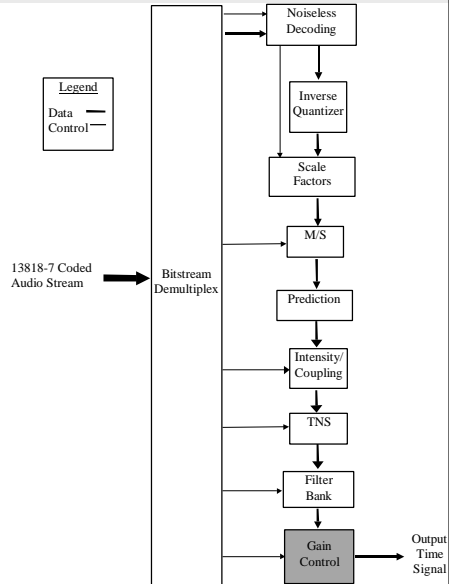 Noiseless
Decoding
Legend
Data
Control
Inverse
Quantizer
Scale
Factors
M/S
13818-7 Coded
Audio Stream
Bitstream
Demultiplex
Prediction
Intensity/
Coupling
TNS
Filter
Bank
Gain
Control
Output
Time
Signal